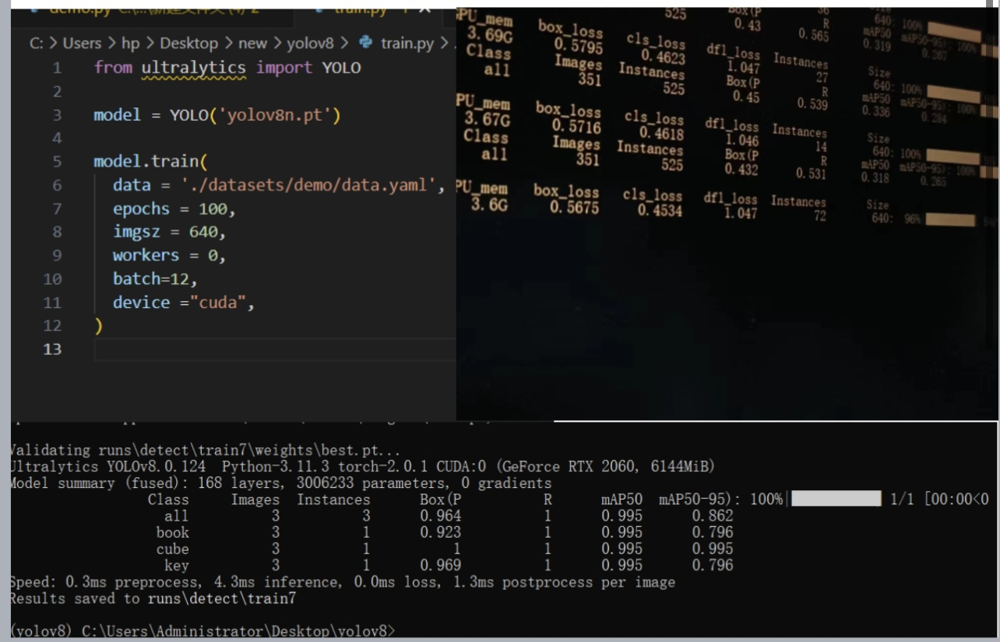 demo.py C:\...\新建文件夹 (4) 2 train.py
C: > Users > hp > Desktop > new > yolov8 > train.py > .
1 from ultralytics import YOLO
2
3 model = YOLO('yolov8n.pt')
4
5 model.train(
6 data = './datasets/demo/data.yaml',
7 epochs = 100,
8 imgsz = 640,
9 workers = 0,
10 batch=12,
11 device ="cuda",
12 )
13
525 0.43 0.565 0.319 0.267
PU_mem box_loss cls_loss dfl_loss Instances Size
3.69G 0.5795 0.4623 1.047 27 640: 100%
Class Images Instances Box(P R mAP50 mAP50-95): 100%
all 351 525 0.45 0.539 0.336 0.284
PU_mem box_loss cls_loss dfl_loss Instances Size
3.67G 0.5716 0.4618 1.046 14 640: 100%
Class Images Instances Box(P R mAP50 mAP50-95): 100%
all 351 525 0.432 0.531 0.318 0.265
PU_mem box_loss cls_loss dfl_loss Instances Size
3.6G 0.5675 0.4534 1.047 72 640: 96%
Validating runs\detect\train7\weights\best.pt...
Ultralytics YOLOv8.0.124 Python-3.11.3 torch-2.0.1 CUDA:0 (GeForce RTX 2060, 6144MiB)
Model summary (fused): 168 layers, 3006233 parameters, 0 gradients
Class Images Instances Box(P R mAP50 mAP50-95): 100%| 1/1 [00:00<0
all 3 3 0.964 1 0.995 0.862
book 3 1 0.923 1 0.995 0.796
cube 3 1 1 1 0.995 0.995
key 3 1 0.969 1 0.995 0.796
Speed: 0.3ms preprocess, 4.3ms inference, 0.0ms loss, 1.3ms postprocess per image
Results saved to runs\detect\train7
(yolov8) C:\Users\Administrator\Desktop\yolov8>